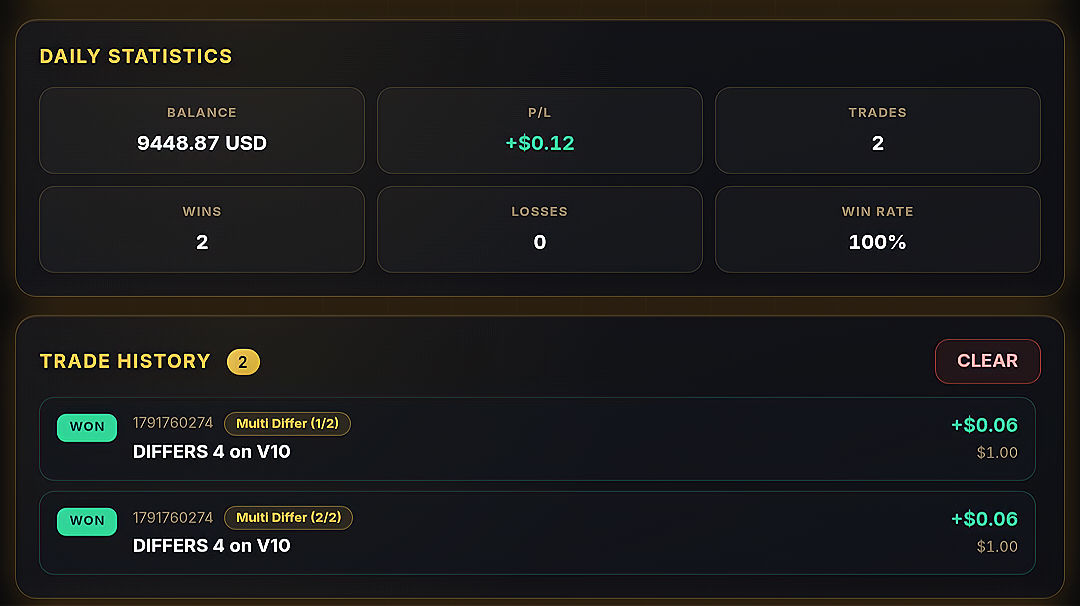 DAILY STATISTICS
BALANCE
9448.87 USD
P/L
+$0.12
TRADES
2
WINS
2
LOSSES
0
WIN RATE
100%
TRADE HISTORY 2
CLEAR
WON
1791760274 Multi Differ (1/2)
DIFFERS 4 on V10
+$0.06
$1.00
WON
1791760274 Multi Differ (2/2)
DIFFERS 4 on V10
+$0.06
$1.00